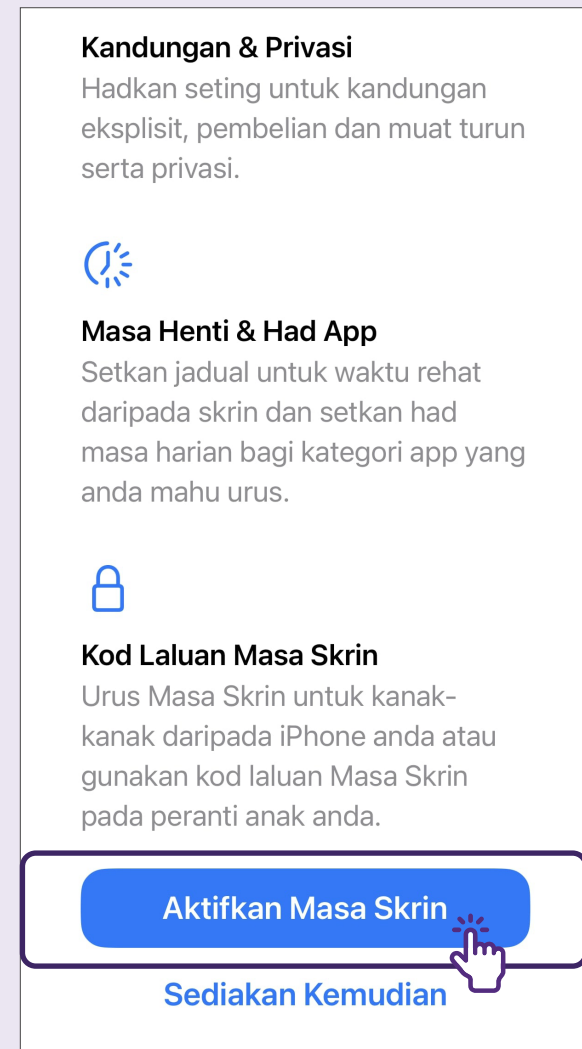 Kandungan & Privasi
Hadkan seting untuk kandungan
eksplisit, pembelian dan muat turun
serta privasi.
Masa Henti & Had App
Setkan jadual untuk waktu rehat
daripada skrin dan setkan had
masa harian bagi kategori app yang
anda mahu urus.
Kod Laluan Masa Skrin
Urus Masa Skrin untuk kanak-
kanak daripada iPhone anda atau
gunakan kod laluan Masa Skrin
pada peranti anak anda.
Aktifkan Masa Skrin
Sediakan Kemudian